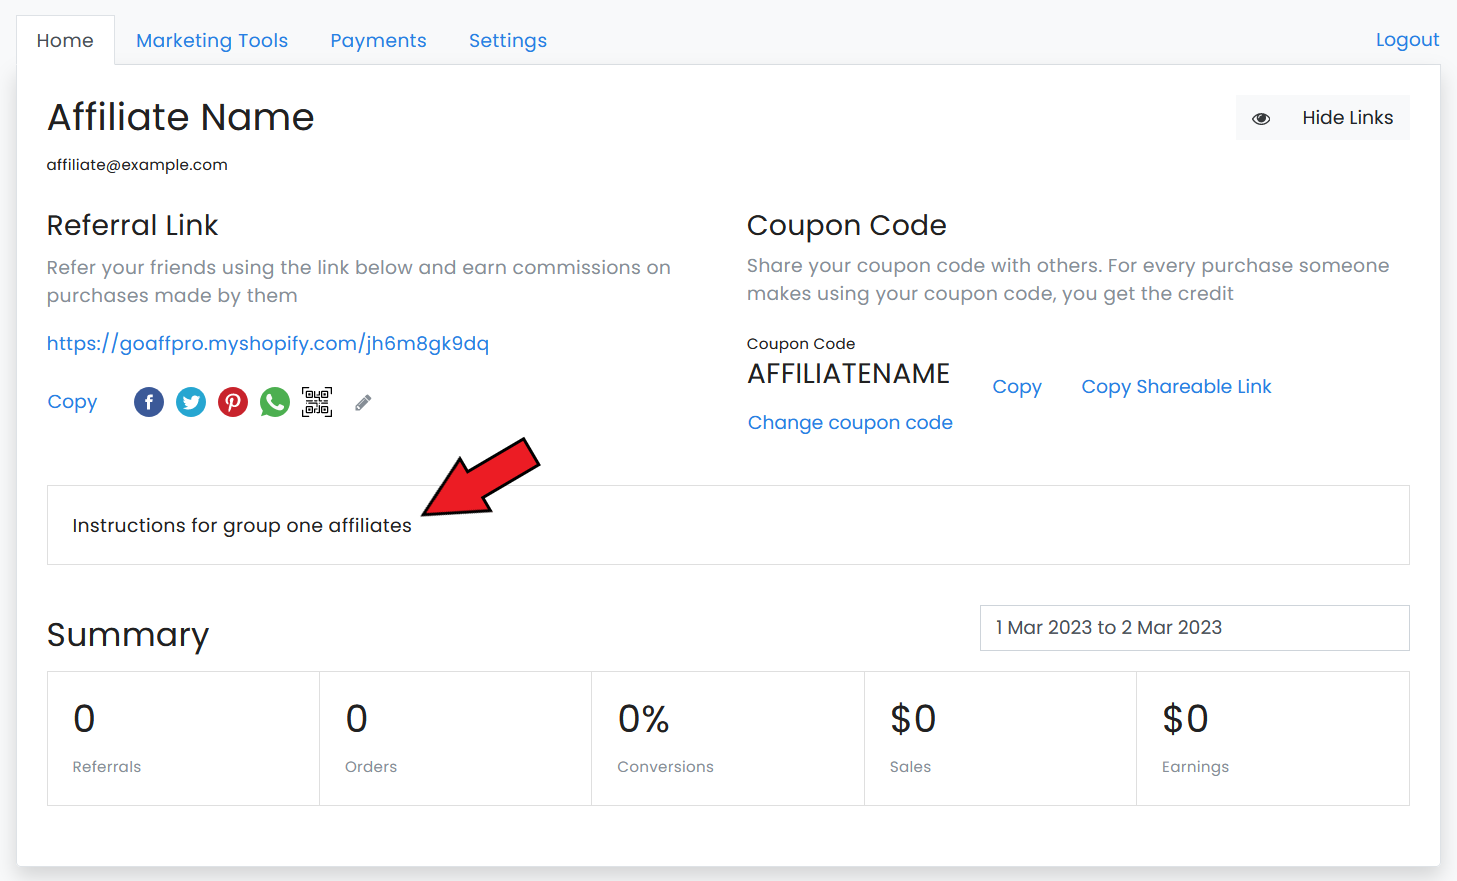 Home Marketing Tools Payments Settings Logout
Affiliate Name
Hide Links
affiliate@example.com
Referral Link
Refer your friends using the link below and earn commissions on
purchases made by them
https://goaffpro.myshopify.com/jh6m8gk9dq
Copy
Coupon Code
Share your coupon code with others. For every purchase someone
makes using your coupon code, you get the credit
Coupon Code
AFFILIATENAME
Copy Copy Shareable Link
Change coupon code
Instructions for group one affiliates
Summary
1 Mar 2023 to 2 Mar 2023
0 0 0% $0 $0
Referrals Orders Conversions Sales Earnings